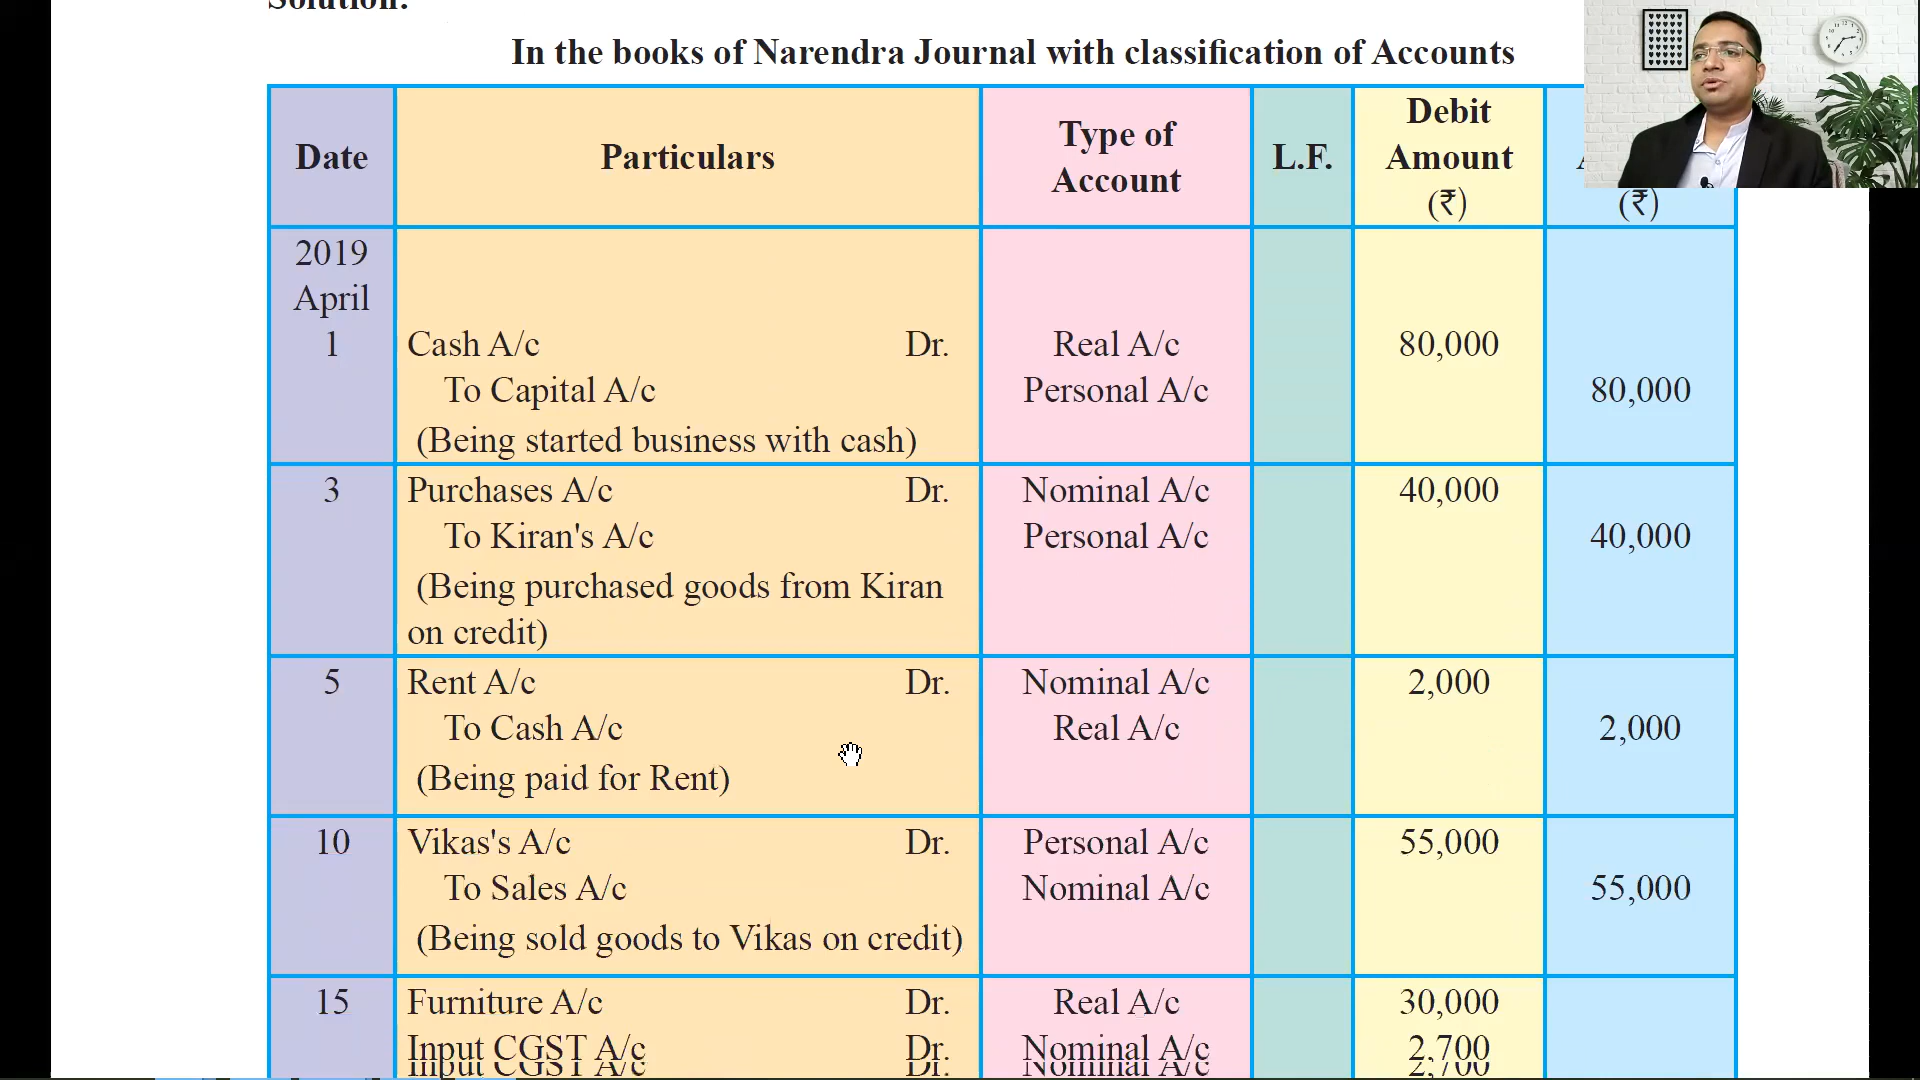 Solution:
In the books of Narendra Journal with classification of Accounts
Date Particulars Type of Account L.F. Debit Amount (₹) (₹)
2019
April
1 Cash A/c Dr. Real A/c 80,000
To Capital A/c Personal A/c 80,000
(Being started business with cash)
3 Purchases A/c Dr. Nominal A/c 40,000
To Kiran's A/c Personal A/c 40,000
(Being purchased goods from Kiran
on credit)
5 Rent A/c Dr. Nominal A/c 2,000
To Cash A/c Real A/c 2,000
(Being paid for Rent)
10 Vikas's A/c Dr. Personal A/c 55,000
To Sales A/c Nominal A/c 55,000
(Being sold goods to Vikas on credit)
15 Furniture A/c Dr. Real A/c 30,000
Input CGST A/c Dr. Nominal A/c 2,700